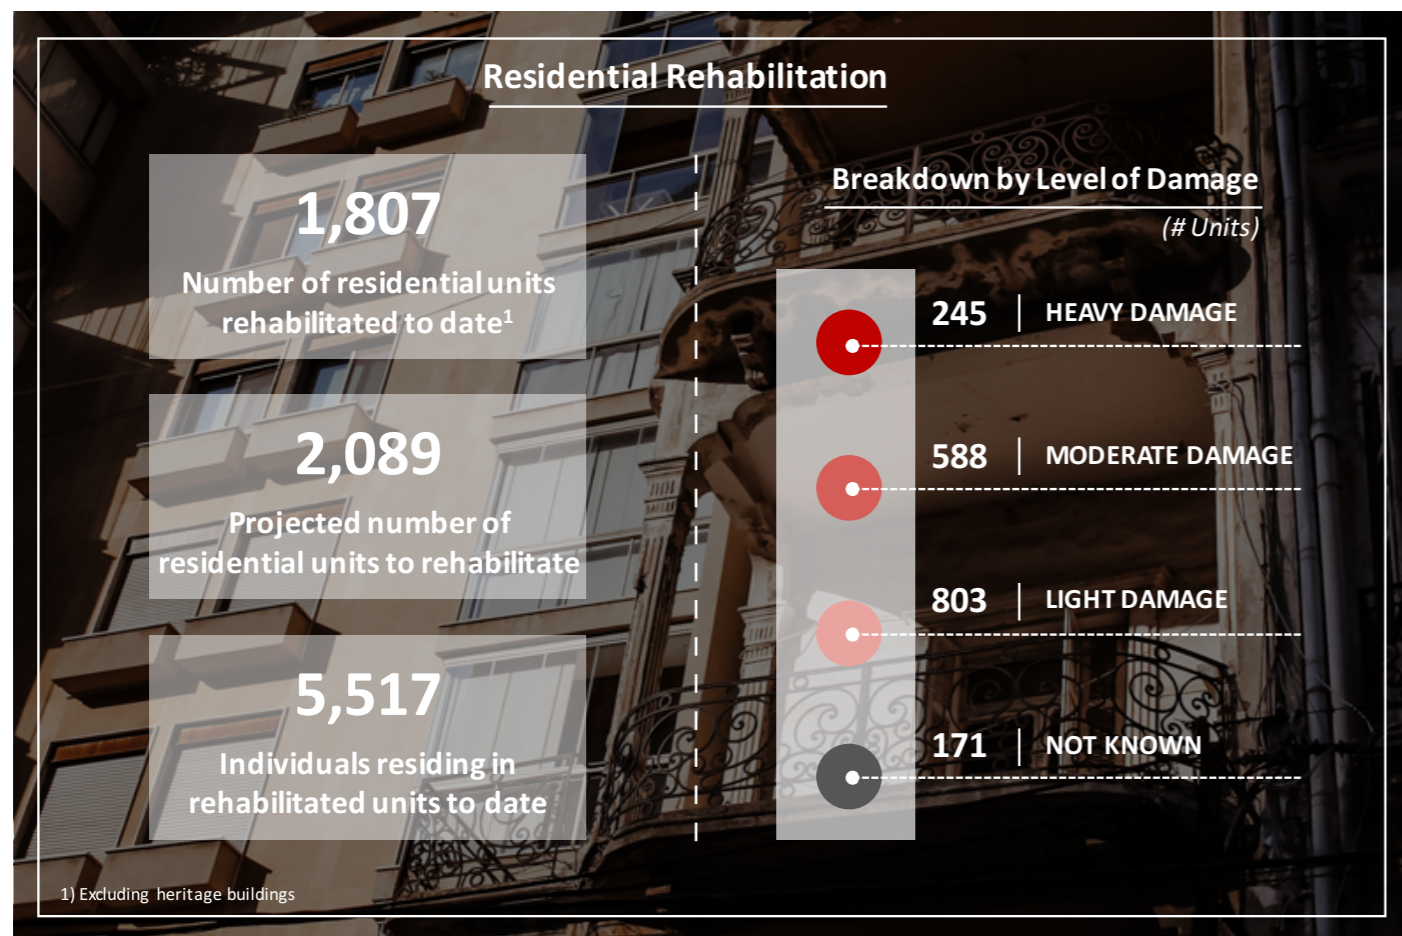 Residential Rehabilitation
1,807
Number of residential units
rehabilitated to date¹
2,089
Projected number of
residential units to rehabilitate
5,517
Individuals residing in
rehabilitated units to date
Breakdown by Level of Damage
(# Units)
245 | HEAVY DAMAGE
588 | MODERATE DAMAGE
803 | LIGHT DAMAGE
171 | NOT KNOWN
1) Excluding heritage buildings